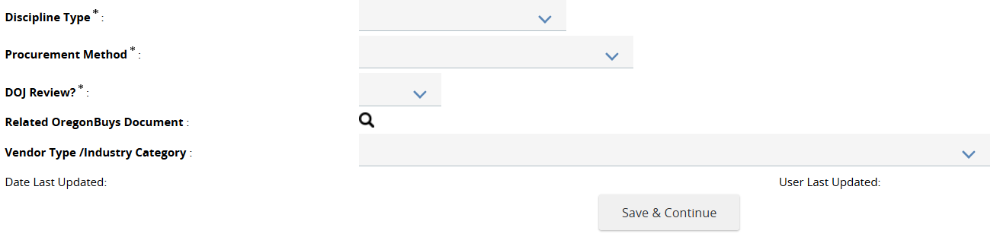 Discipline Type * :
Procurement Method * :
DOJ Review? * :
Related OregonBuys Document :
Vendor Type /Industry Category :
Date Last Updated: User Last Updated:
Save & Continue